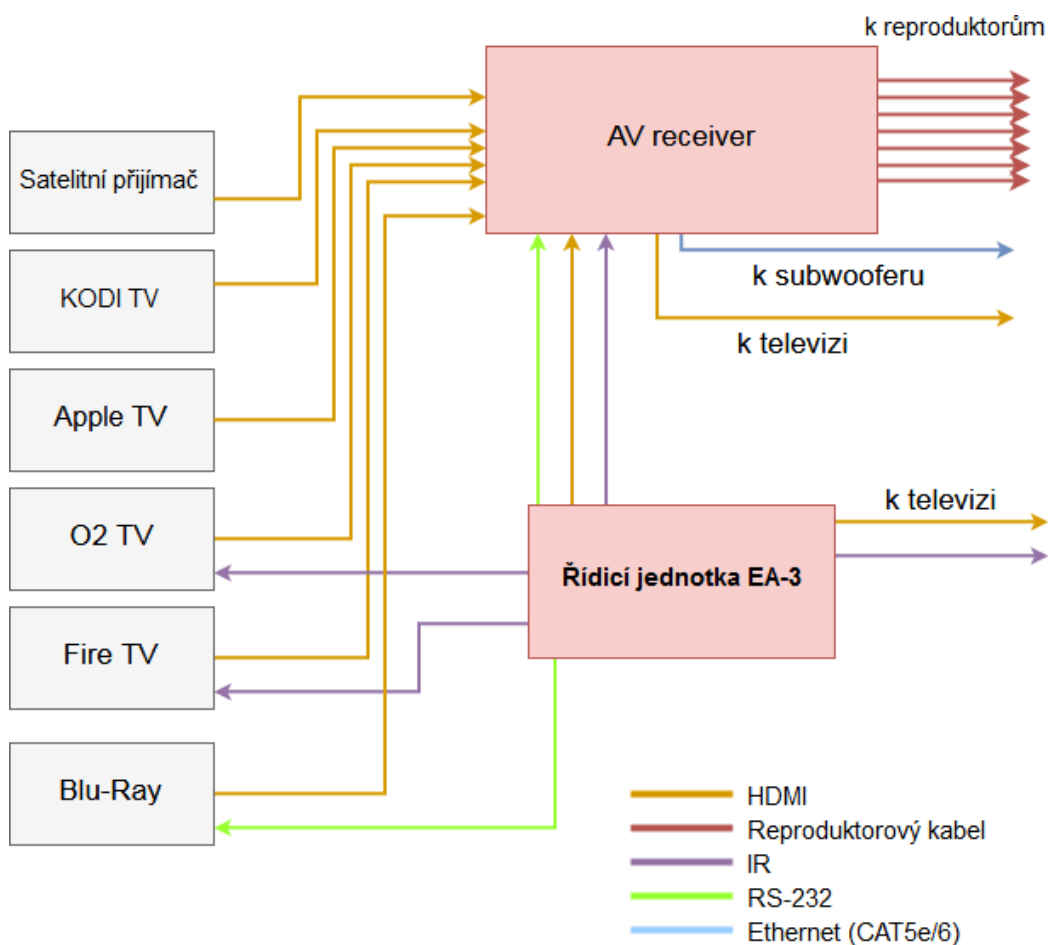 k reproduktorům
AV receiver
Satelitní přijímač
k subwooferu
KODI TV
k televizi
Apple TV
k televizi
O2 TV
Řídicí jednotka EA-3
Fire TV
Blu-Ray
HDMI
Reproduktorový kabel
IR
RS-232
Ethernet (CAT5e/6)